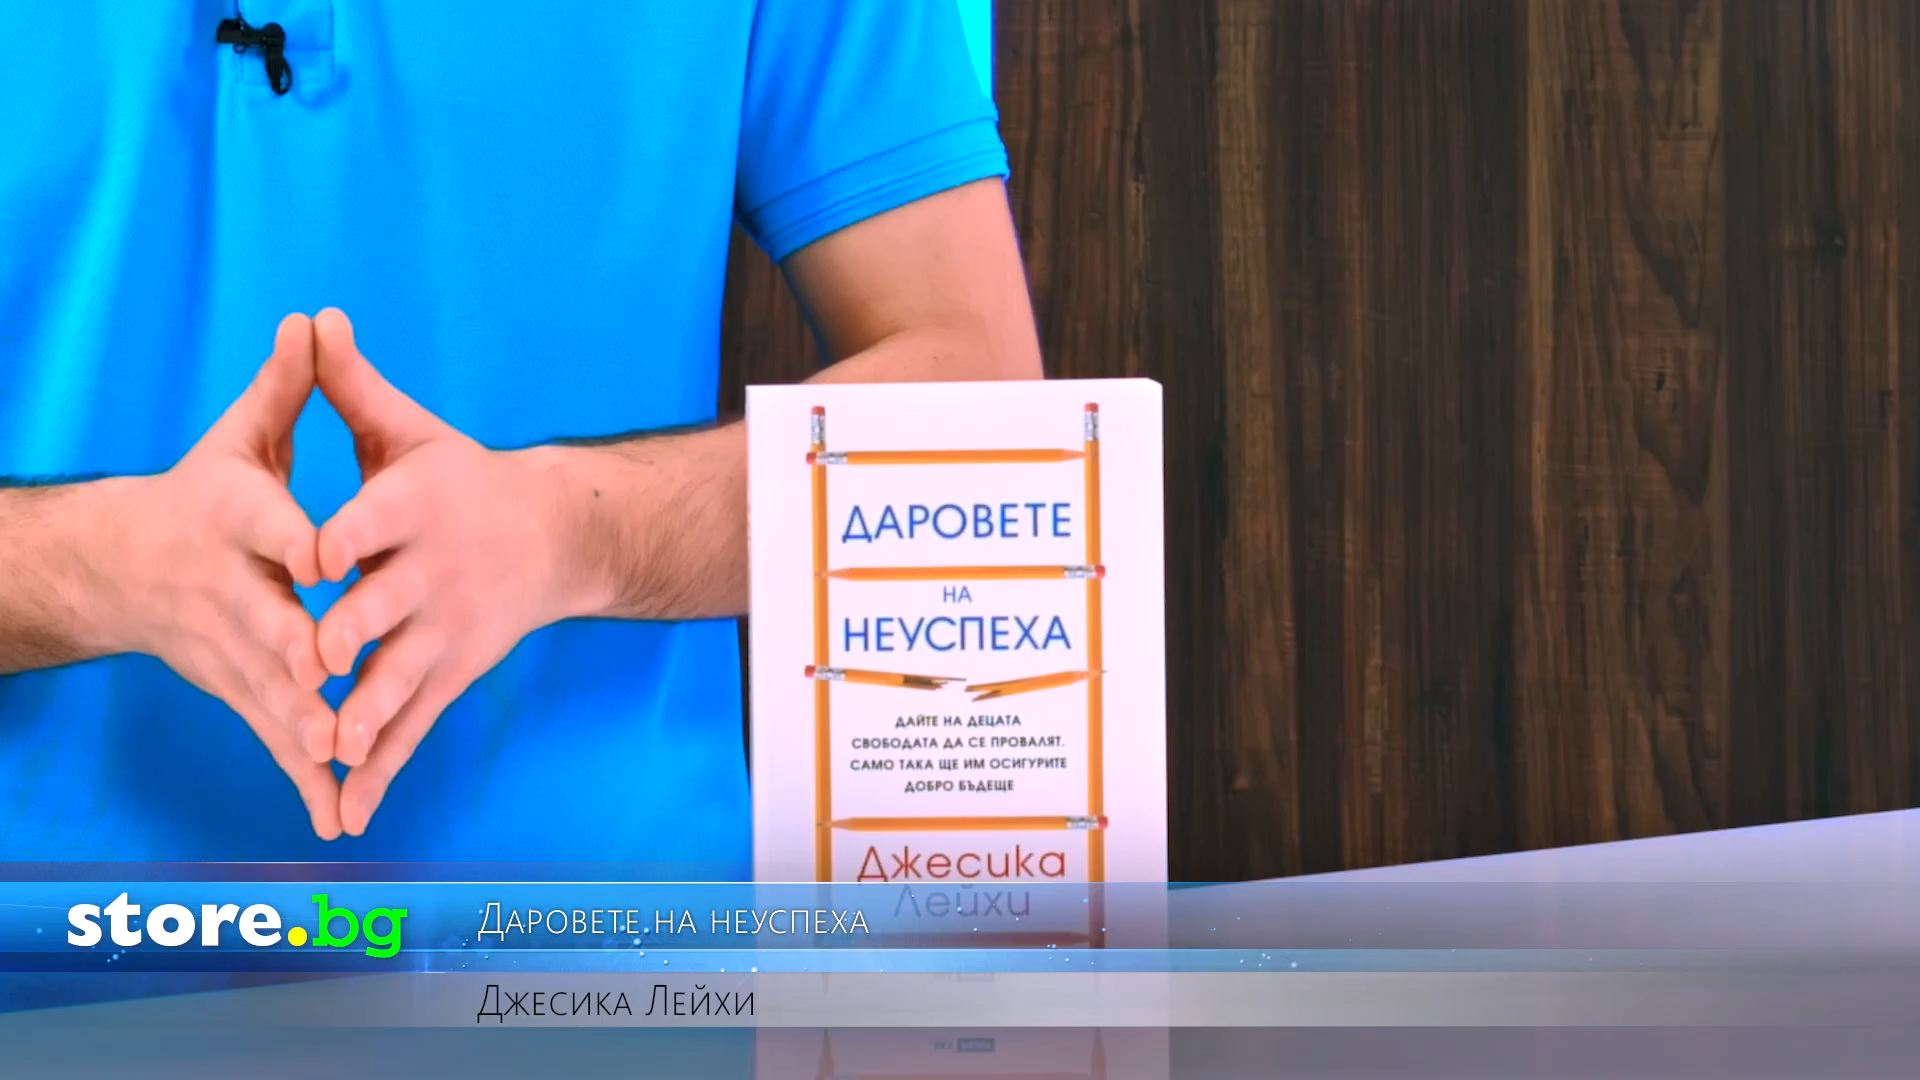 ДАРОВЕТЕ
НА
НЕУСПЕХА
ДАЙТЕ НА ДЕЦАТА
СВОБОДАТА ДА СЕ ПРОВАЛЯТ.
САМО ТАКА ЩЕ ИМ ОСИГУРИТЕ
ДОБРО БЪДЕЩЕ
Джесика
Лейхи
store.bg
ДАРОВЕТЕ НА НЕУСПЕХА
ДЖЕСИКА ЛЕЙХИ